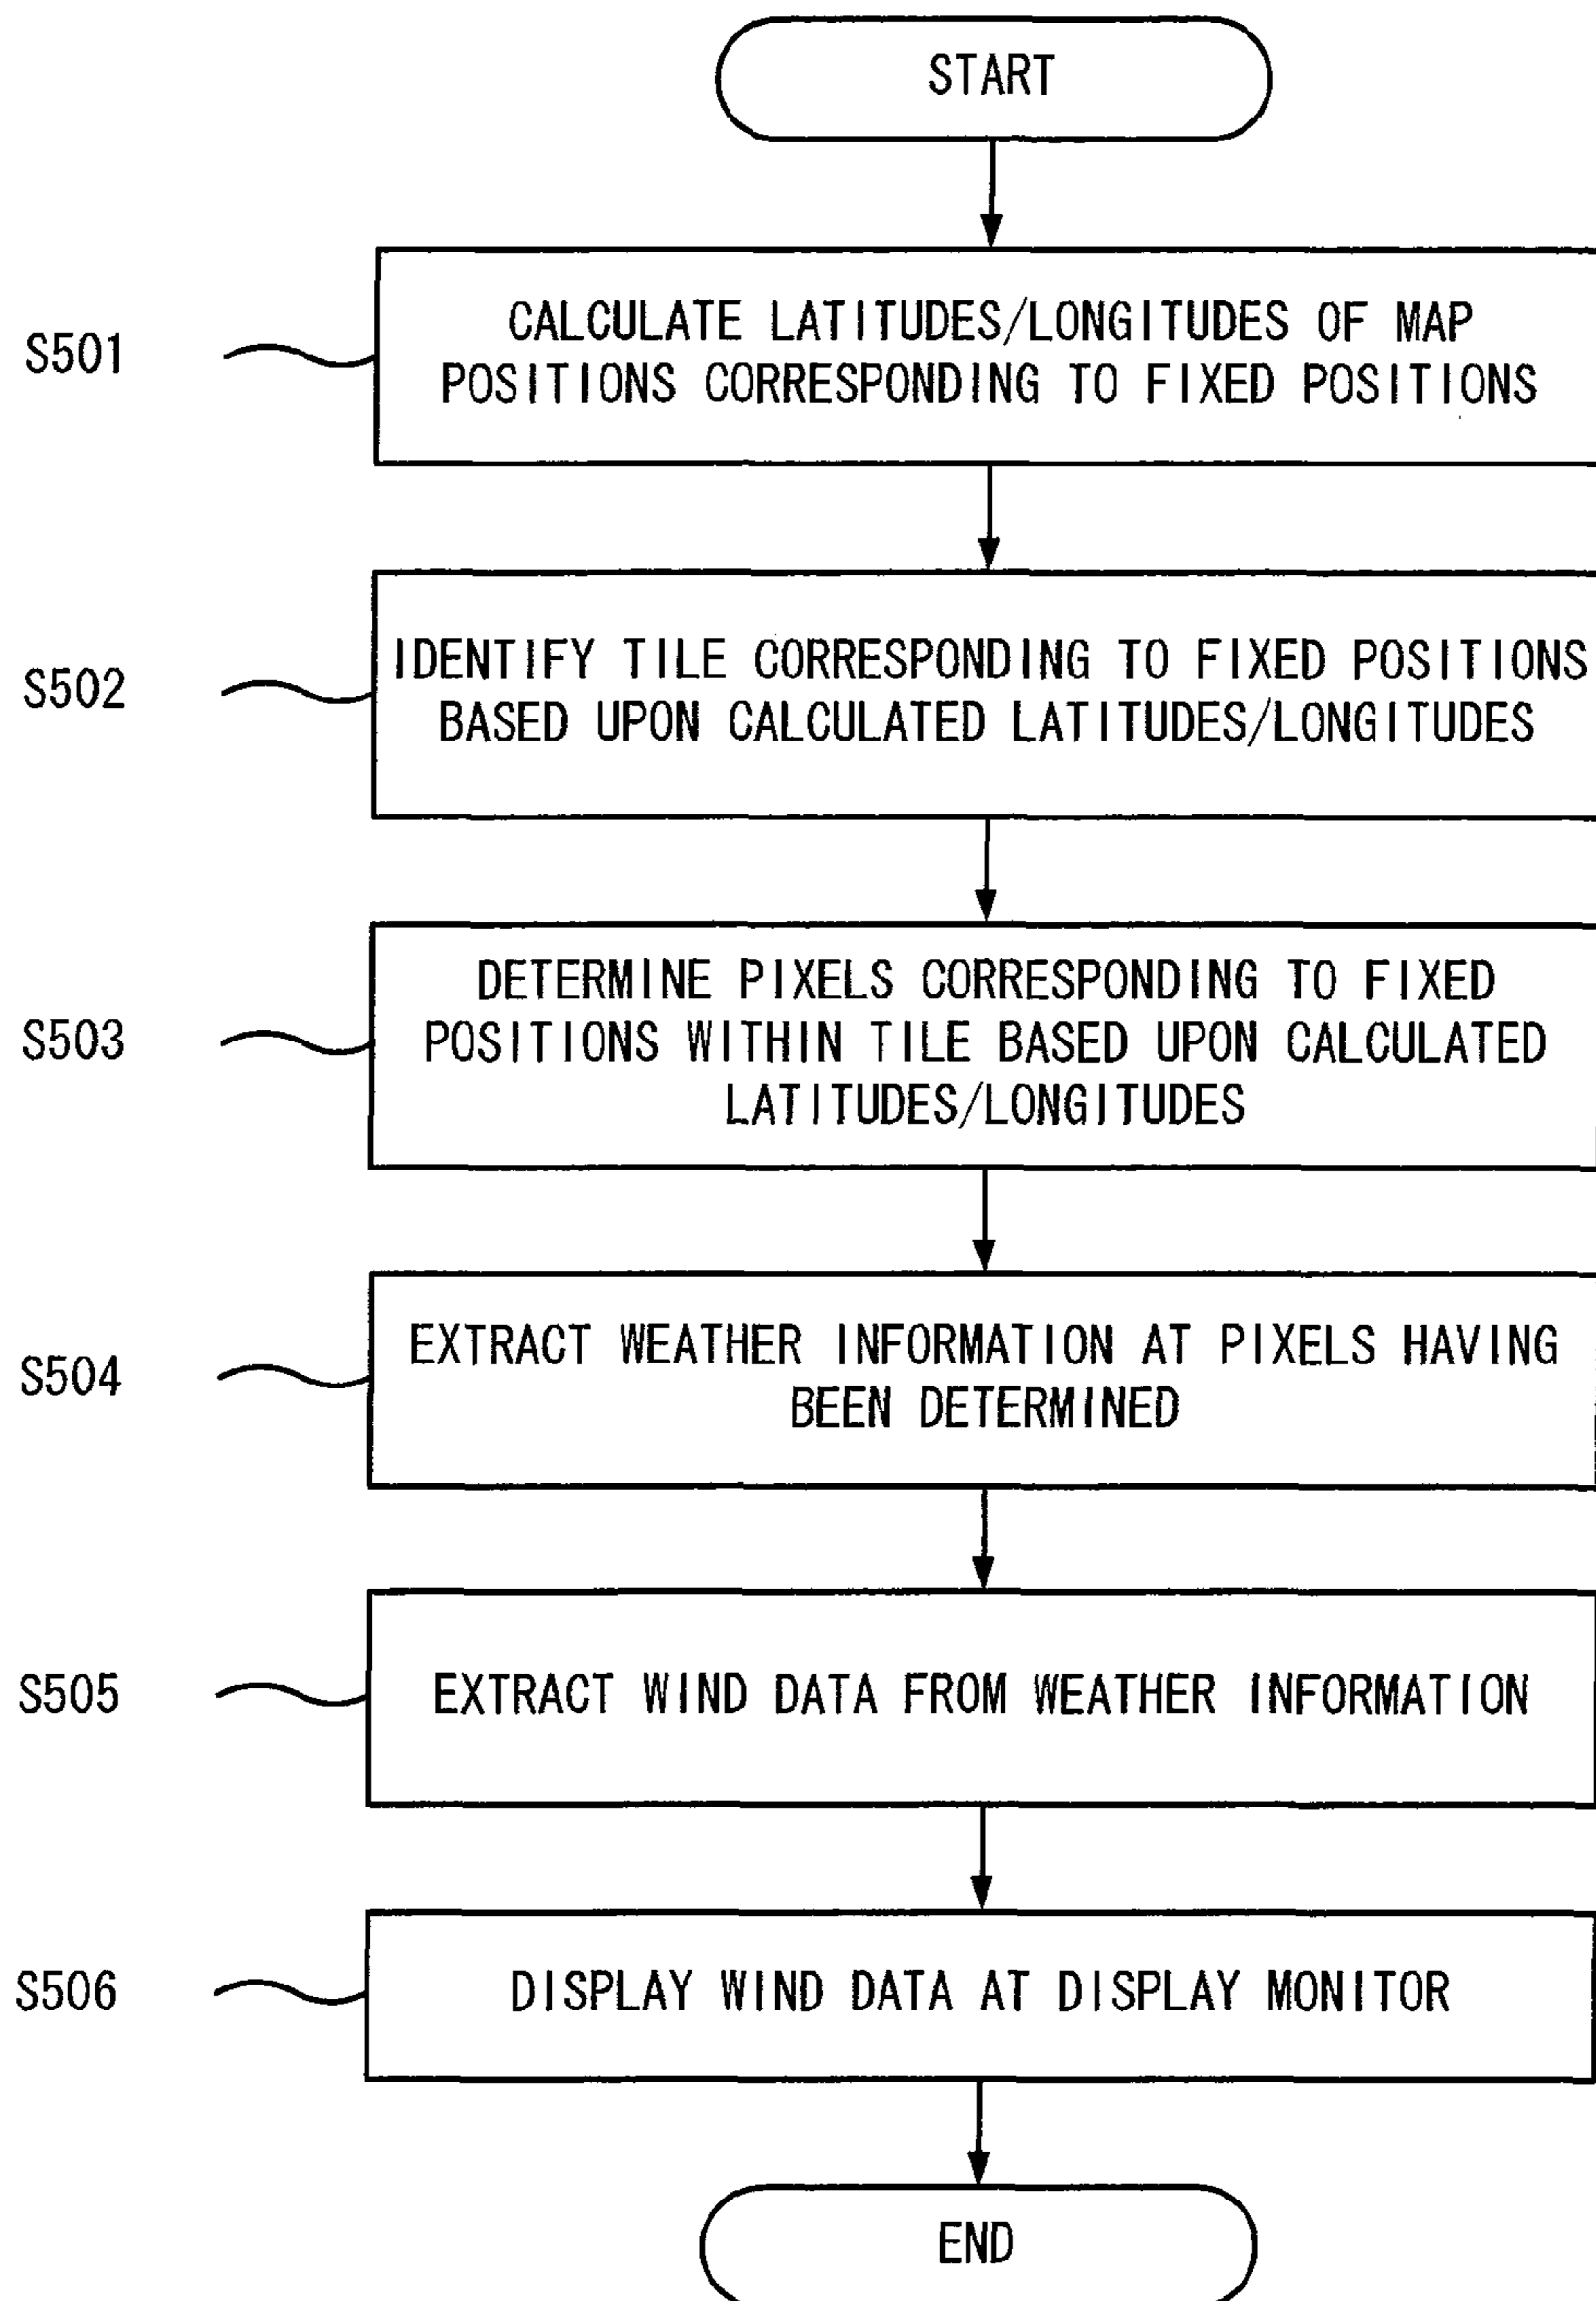 START
S501
CALCULATE LATITUDES/LONGITUDES OF MAP
POSITIONS CORRESPONDING TO FIXED POSITIONS
S502
IDENTIFY TILE CORRESPONDING TO FIXED POSITIONS
BASED UPON CALCULATED LATITUDES/LONGITUDES
S503
DETERMINE PIXELS CORRESPONDING TO FIXED
POSITIONS WITHIN TILE BASED UPON CALCULATED
LATITUDES/LONGITUDES
S504
EXTRACT WEATHER INFORMATION AT PIXELS HAVING
BEEN DETERMINED
S505
EXTRACT WIND DATA FROM WEATHER INFORMATION
S506
DISPLAY WIND DATA AT DISPLAY MONITOR
END